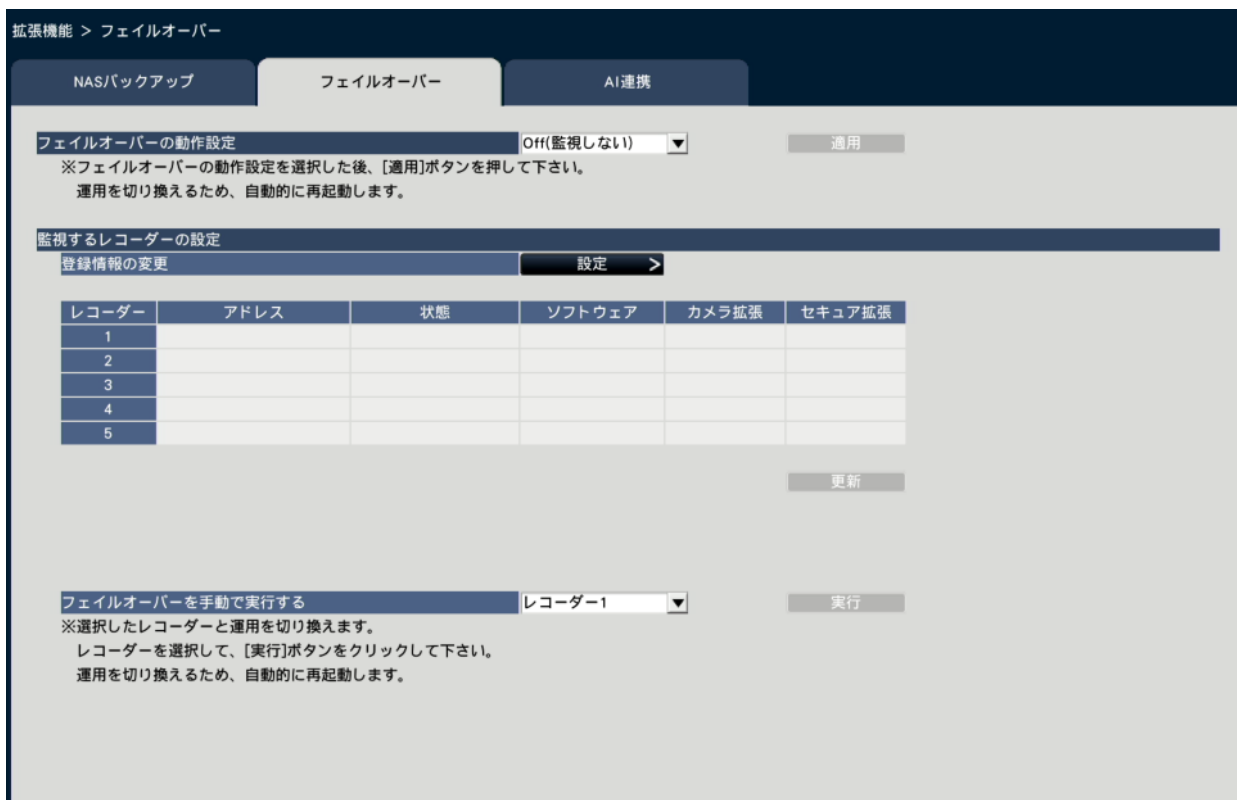 拡張機能 > フェイルオーバー
NASバックアップ フェイルオーバー AI連携
フェイルオーバーの動作設定 Off(監視しない) ▼ 適用
※フェイルオーバーの動作設定を選択した後、[適用]ボタンを押して下さい。
運用を切り換えるため、自動的に再起動します。
監視するレコーダーの設定
登録情報の変更 設定 >
レコーダー アドレス 状態 ソフトウェア カメラ拡張 セキュア拡張
1
2
3
4
5
更新
フェイルオーバーを手動で実行する レコーダー1 ▼ 実行
※選択したレコーダーと運用を切り換えます。
レコーダーを選択して、[実行]ボタンをクリックして下さい。
運用を切り換えるため、自動的に再起動します。